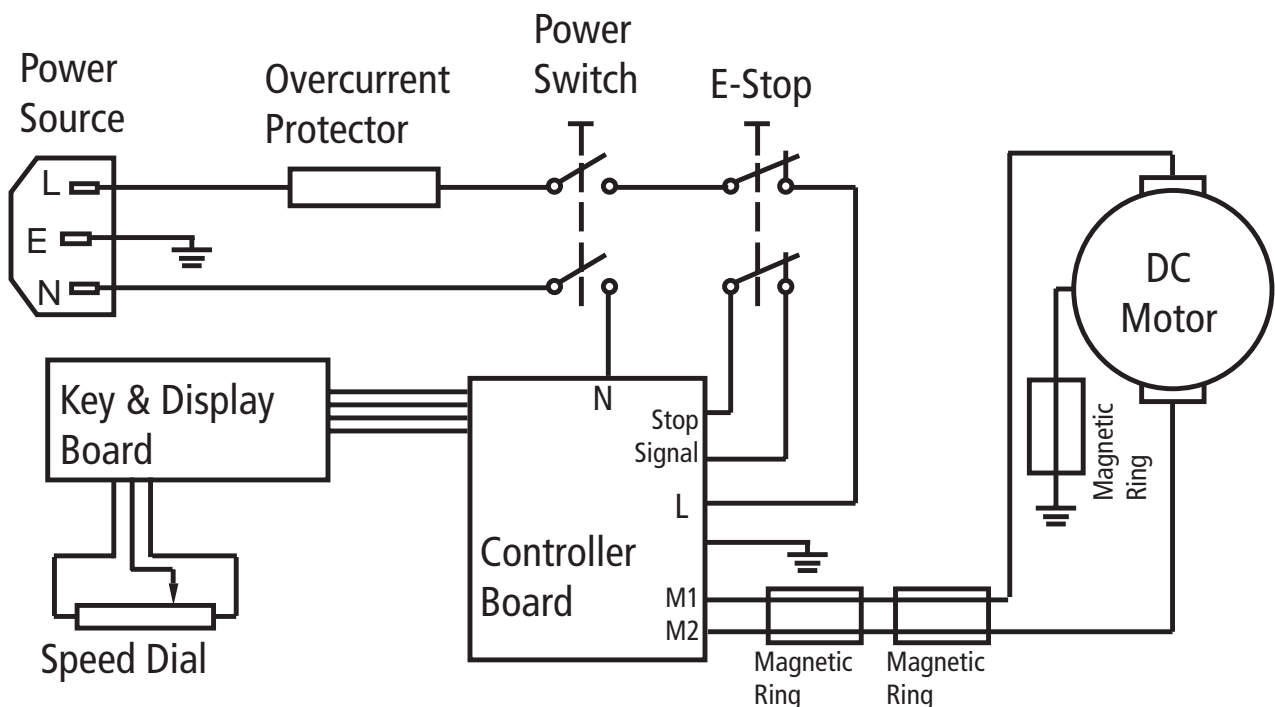 Power
Source
Overcurrent
Protector
Power
Switch
E-Stop
L
E
N
DC
Motor
Key & Display
Board
N
Stop
Signal
L
Controller
Board
M1
M2
Magnetic
Ring
Magnetic
Ring
Magnetic
Ring
Speed Dial